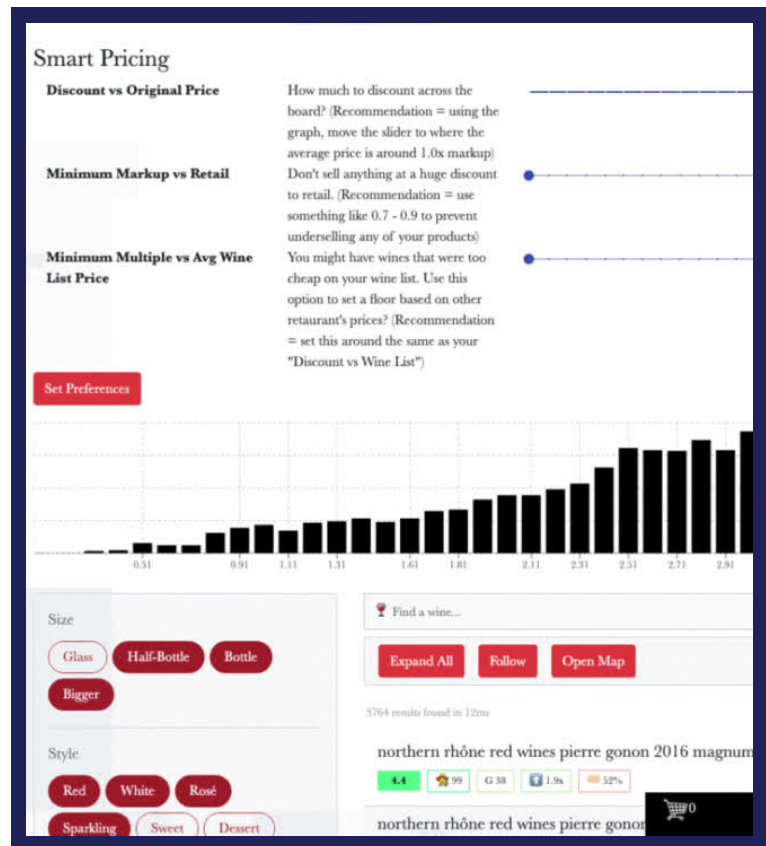 Smart Pricing
Discount vs Original Price
How much to discount across the
board? (Recommendation = using the
graph, move the slider to where the
average price is around 1.0x markup)
Minimum Markup vs Retail
Don't sell anything at a huge discount
to retail. (Recommendation = use
something like 0.7 - 0.9 to prevent
underselling any of your products)
Minimum Multiple vs Avg Wine
List Price
You might have wines that were too
cheap on your wine list. Use this
option to set a floor based on other
retaurant's prices? (Recommendation
= set this around the same as your
"Discount vs Wine List")
Set Preferences
0.51 0.91 1.11 1.31 1.61 1.81 2.11 2.31 2.51 2.71 2.91
Size
Glass Half-Bottle Bottle
Bigger
Style
Red White Rosé
Sparkling Sweet Dessert
Find a wine...
Expand All Follow Open Map
3764 results found in 12ms
northern rhône red wines pierre gonon 2016 magnum
4.4 99 G 38 1.9x 52%
northern rhône red wines pierre gonon
0